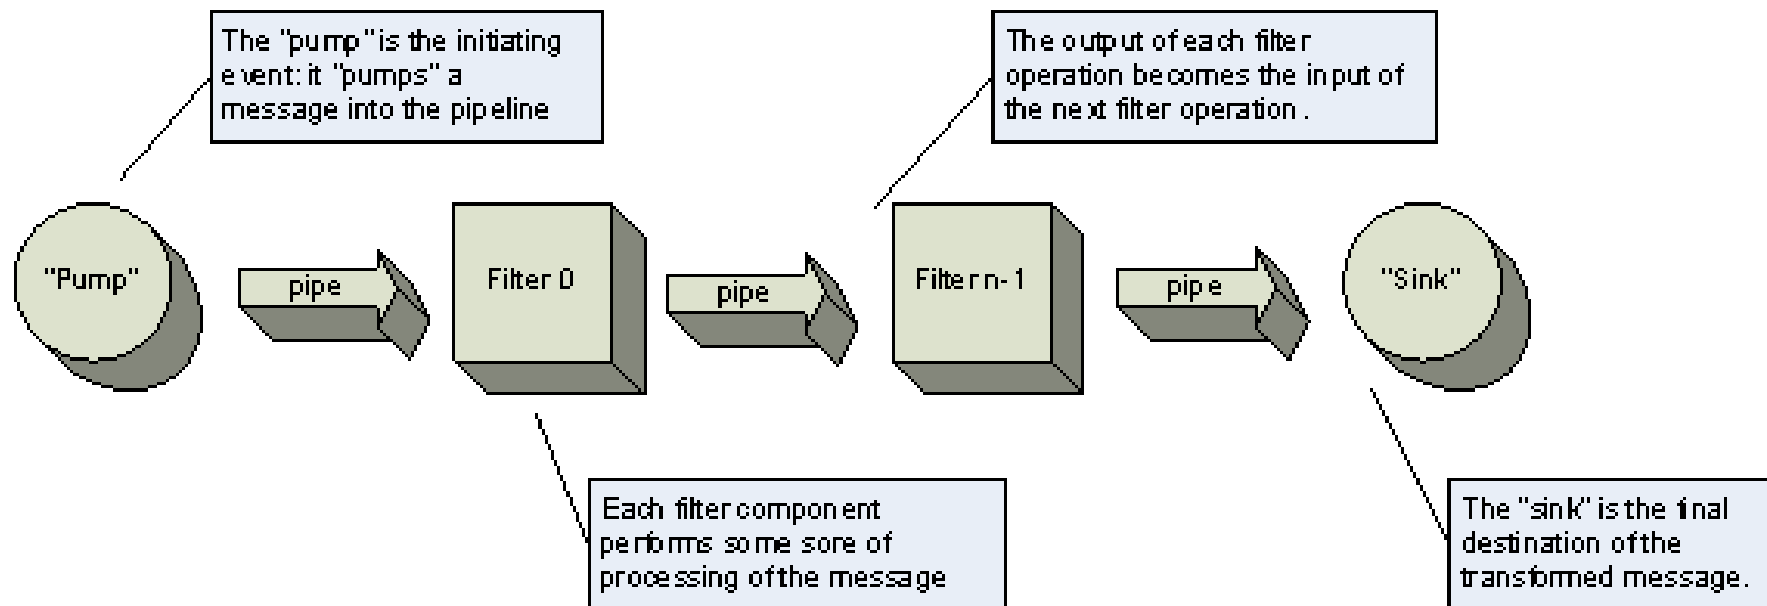 The "pump" is the initiating
event: it "pumps" a
message into the pipeline
The output of each filter
operation becomes the input of
the next filter operation.
"Pump"
pipe
Filter 0
pipe
Filter n-1
pipe
"Sink"
Each filter component
performs some sore of
processing of the message
The "sink" is the final
destination of the
transformed message.